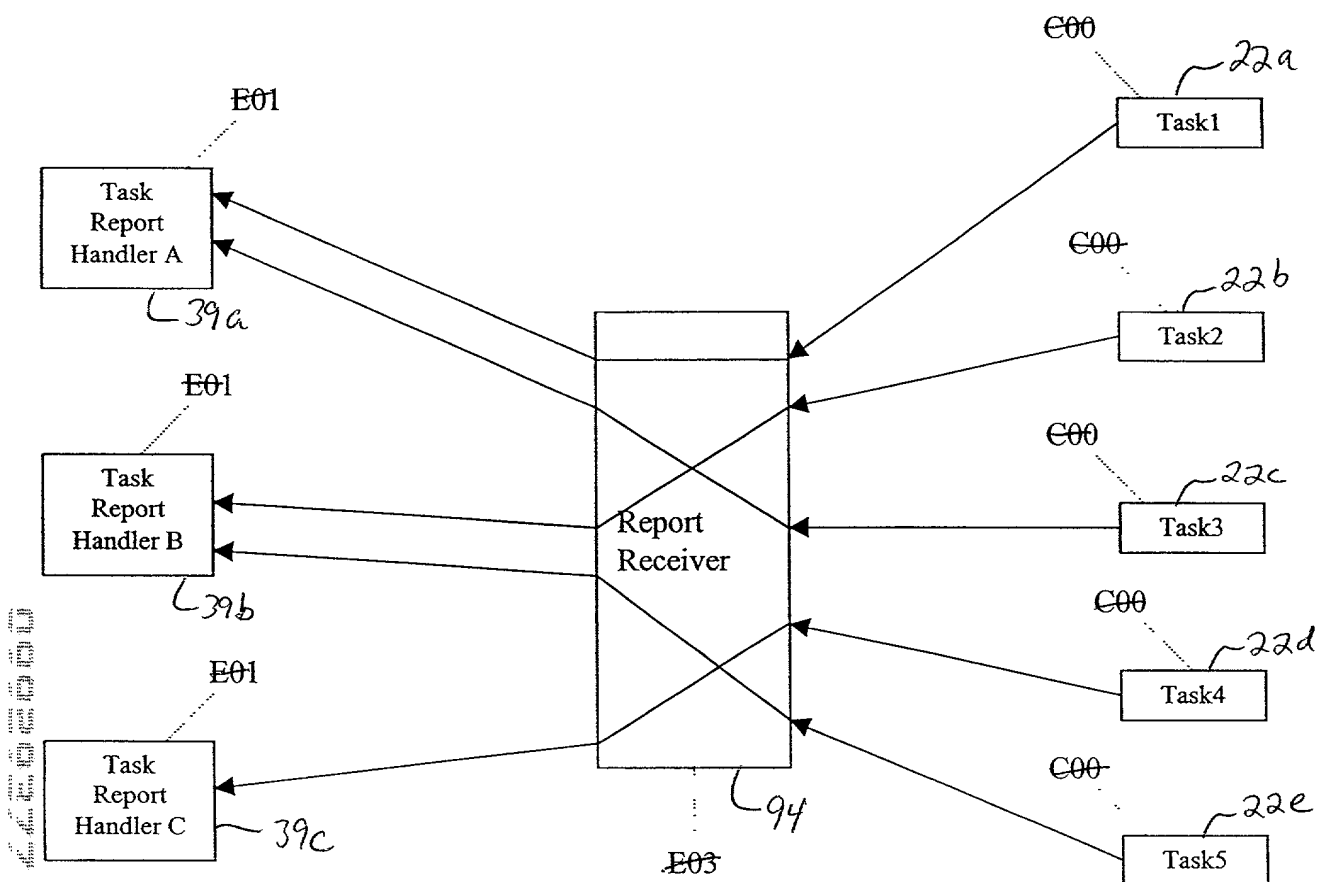 C00
22a
Task1
E01
Task
Report
Handler A
39a
C00
22b
Task2
E01
Task
Report
Handler B
39b
Report
Receiver
C00
22c
Task3
C00
22d
Task4
E01
Task
Report
Handler C
39c
94
E03
C00
22e
Task5